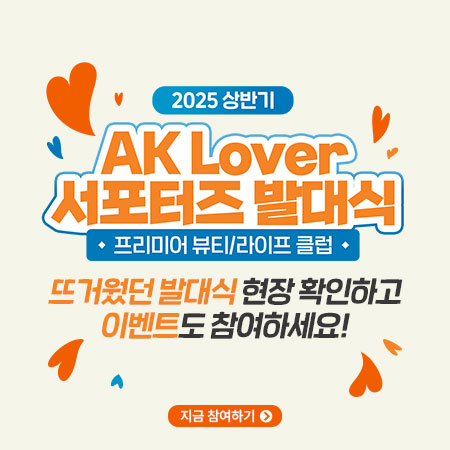 2025 상반기
AK Lover
서포터즈 발대식
프리미어 뷰티/라이프 클럽
뜨거웠던 발대식 현장 확인하고
이벤트도 참여하세요!
지금 참여하기